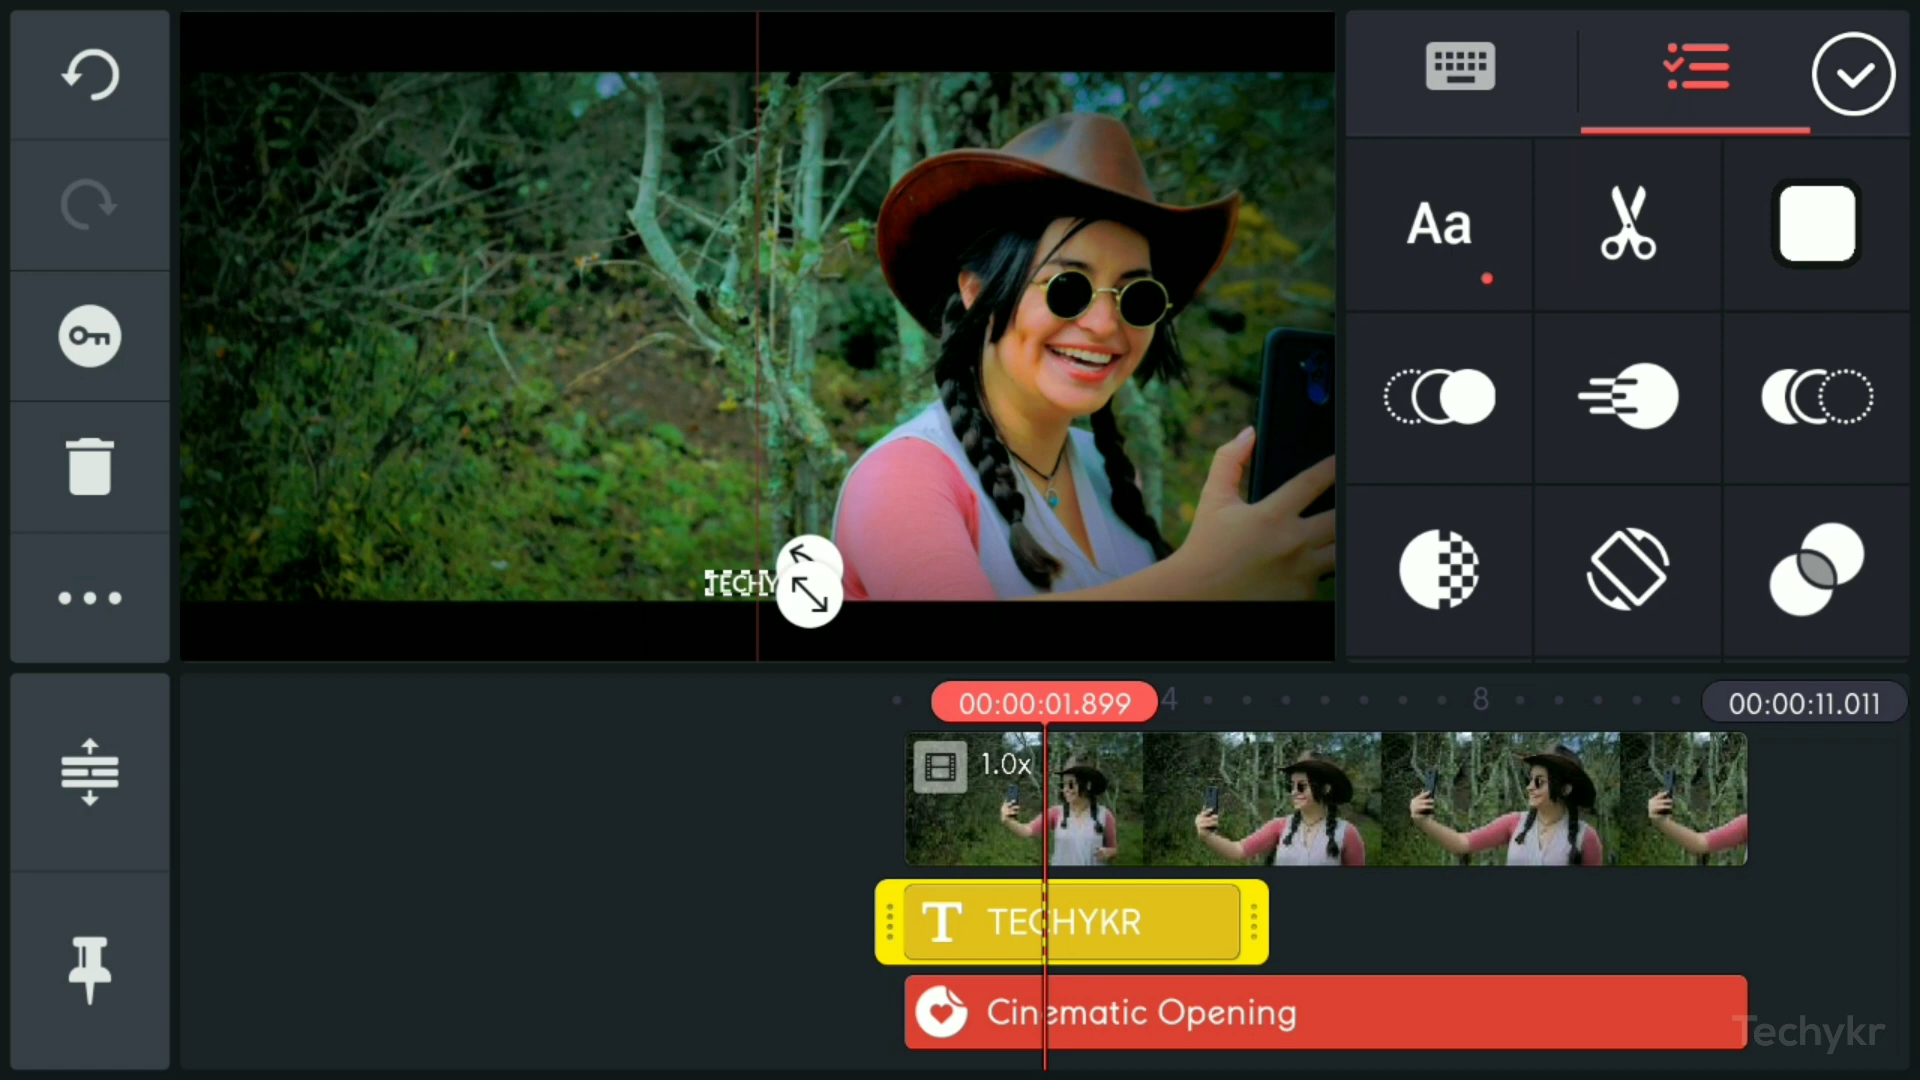 Aa
TECHY
00:00:01.899
4
8
00:00:11.011
1.0x
T TECHYKR
Cinematic Opening
Techykr